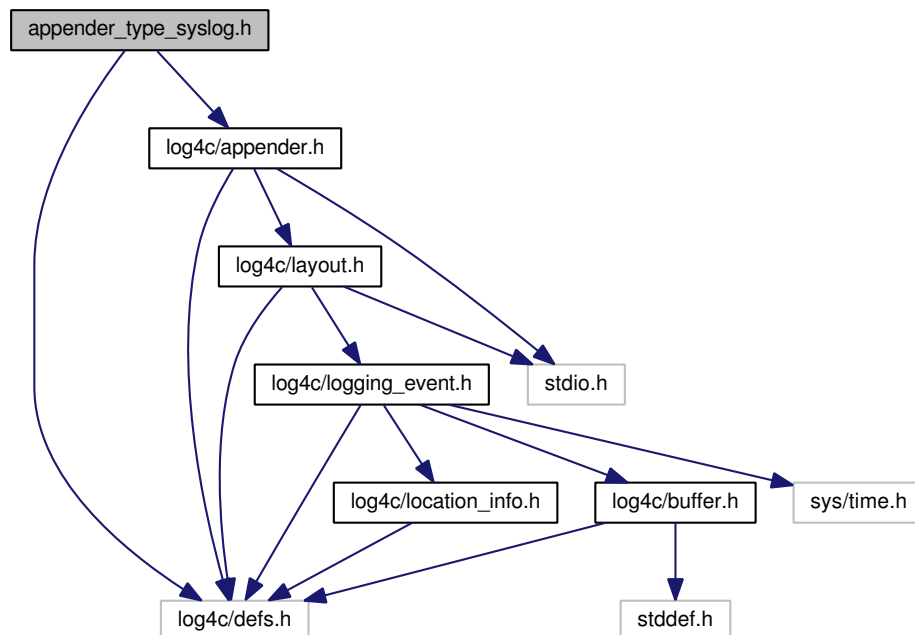 appender_type_syslog.h
log4c/appender.h
log4c/layout.h
log4c/logging_event.h
stdio.h
log4c/location_info.h
log4c/buffer.h
sys/time.h
log4c/defs.h
stddef.h